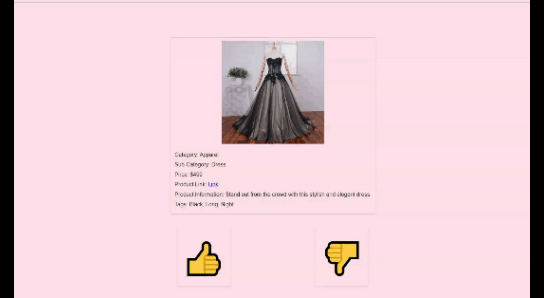 Category: Apparel
Sub-Category: Dress
Price: $499
Product Link: Link
Product Information: Stand out from the crowd with this stylish and elegant dress
Tags: Black, Long, Night